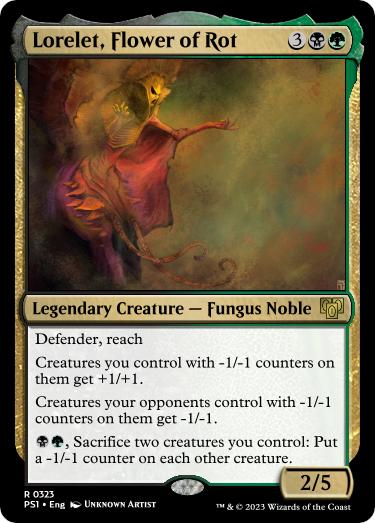 Lorelet, Flower of Rot 3
Legendary Creature — Fungus Noble
Defender, reach
Creatures you control with -1/-1 counters on
them get +1/+1.
Creatures your opponents control with -1/-1
counters on them get -1/-1.
, Sacrifice two creatures you control: Put
a -1/-1 counter on each other creature.
2/5
R 0323
PS1 • Eng Unknown Artist
™ & © 2023 Wizards of the Coast